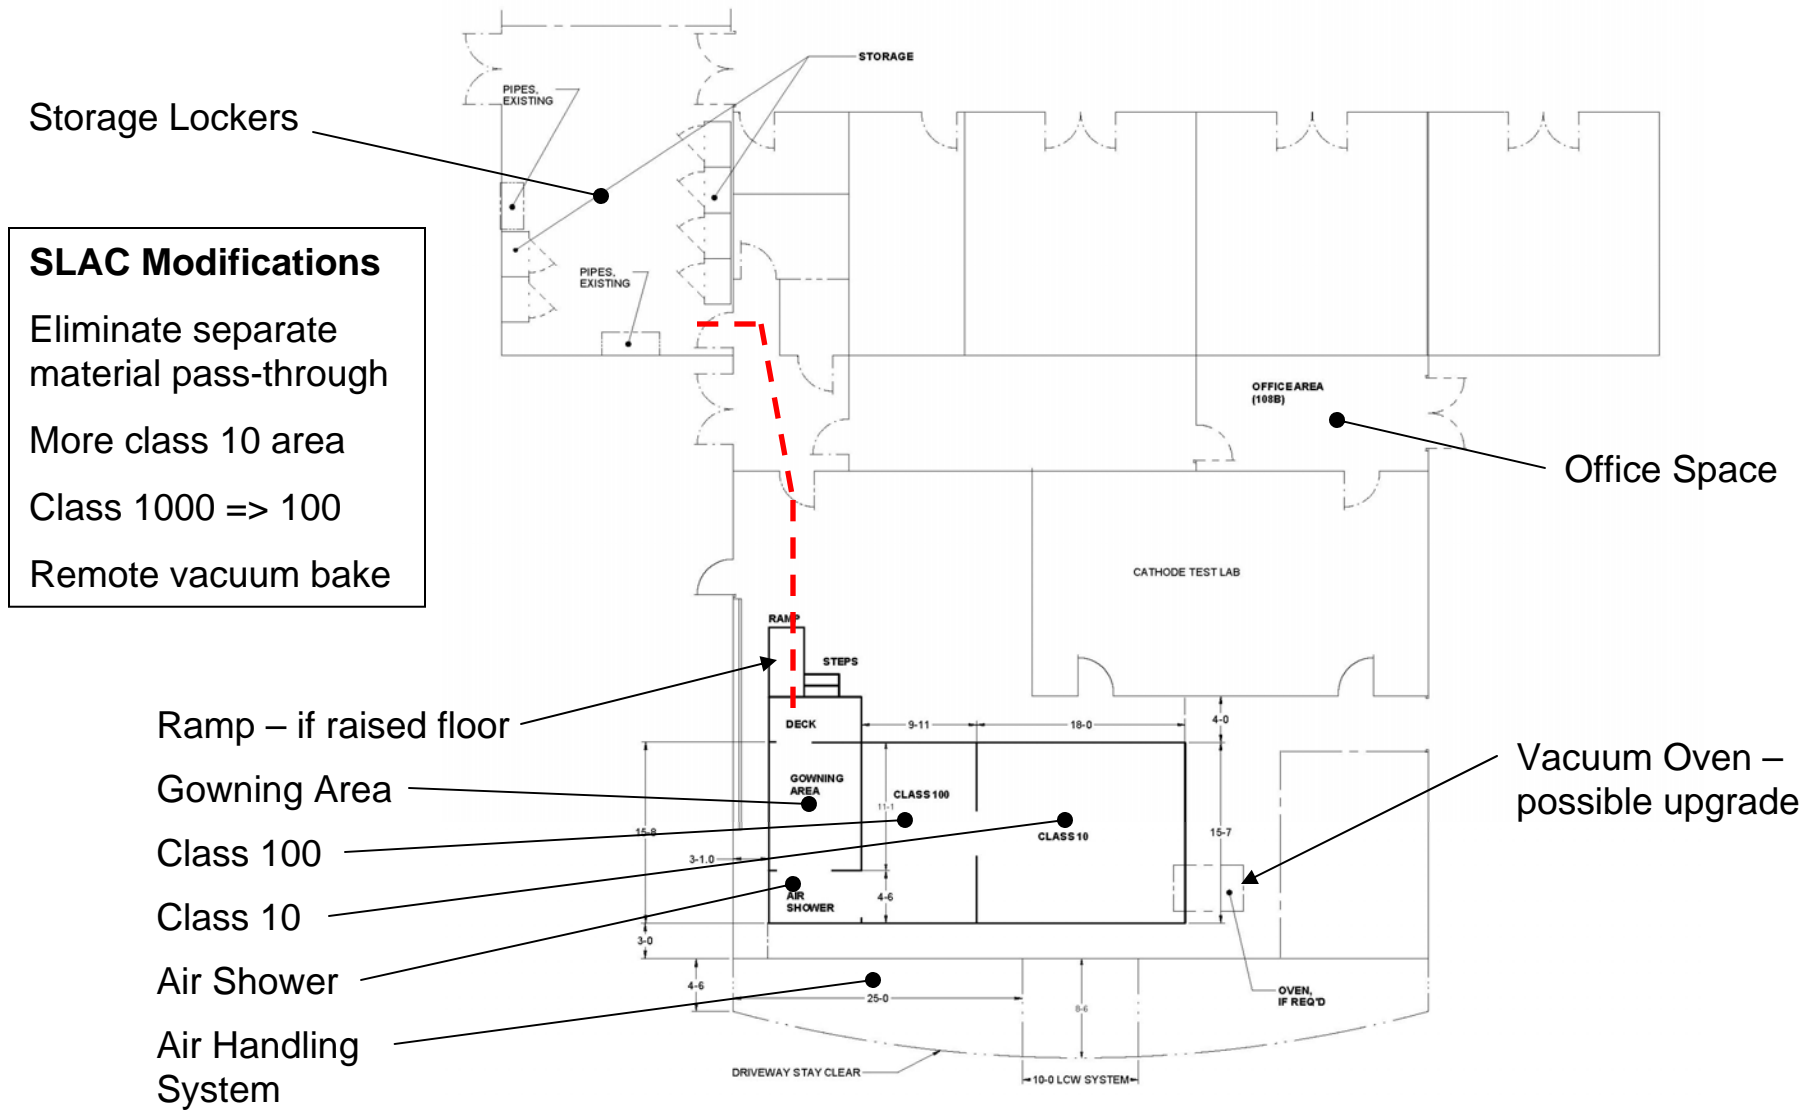 STORAGE
PIPES,
EXISTING
Storage Lockers
SLAC Modifications
Eliminate separate
material pass-through
More class 10 area
Class 1000 => 100
Remote vacuum bake
PIPES,
EXISTING
OFFICE AREA
(108B)
Office Space
CATHODE TEST LAB
RAMP
STEPS
Ramp – if raised floor
DECK
9-11
18-0
4-0
Gowning Area
GOWNING
AREA
CLASS 100
11-1
Vacuum Oven –
possible upgrade
Class 100
15-8
3-1.0
CLASS 10
15-7
Class 10
AIR
SHOWER
4-6
3-0
Air Shower
4-6
25-0
8-6
OVEN,
IF REQ'D
Air Handling
System
DRIVEWAY STAY CLEAR
10-0 LCW SYSTEM